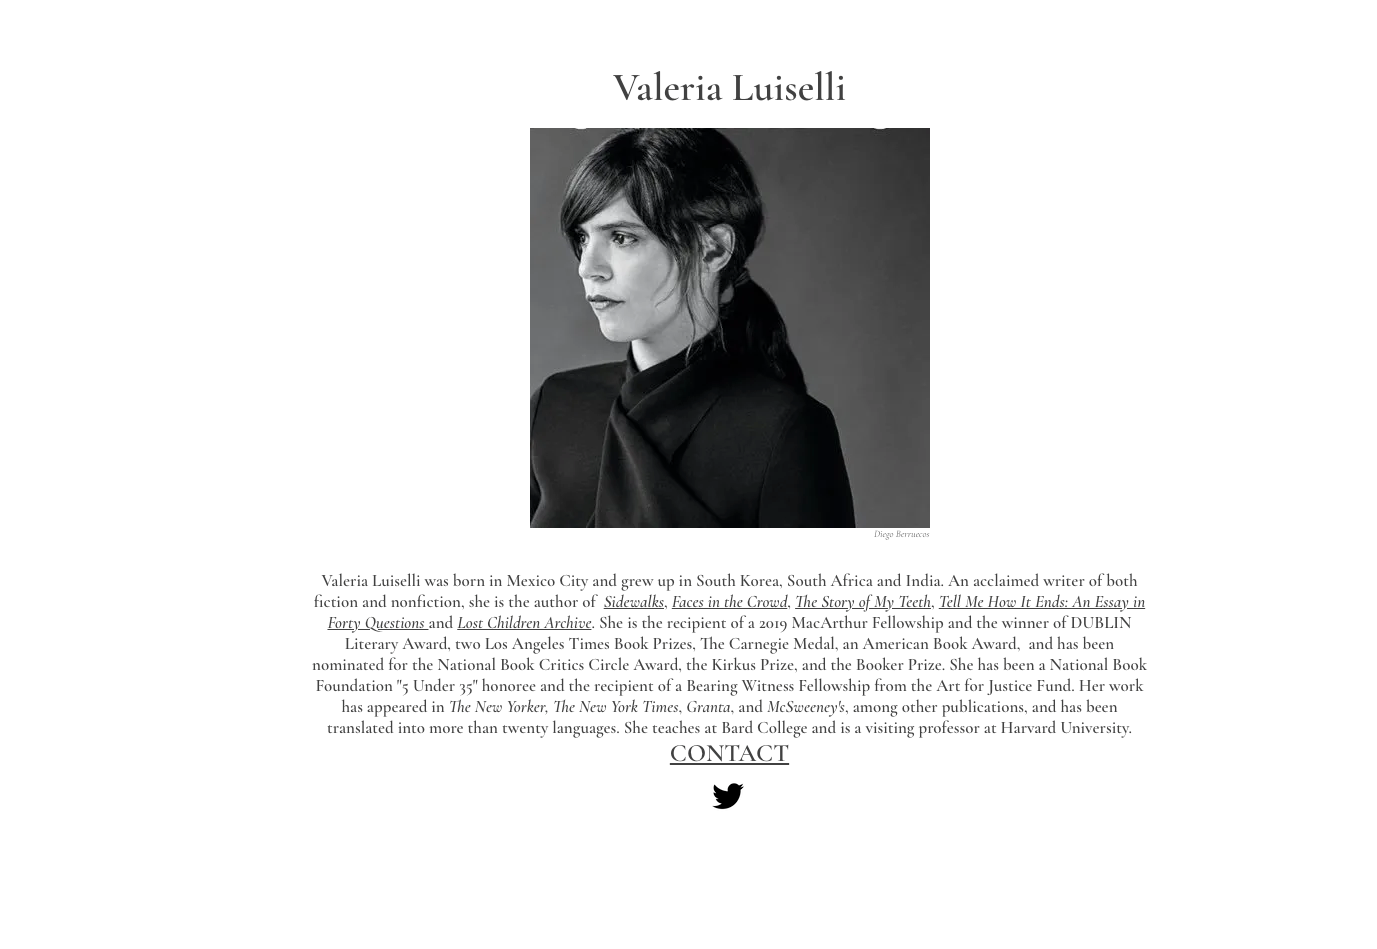 Valeria Luiselli
Diego Berruecos
Valeria Luiselli was born in Mexico City and grew up in South Korea, South Africa and India. An acclaimed writer of both
fiction and nonfiction, she is the author of  Sidewalks, Faces in the Crowd, The Story of My Teeth, Tell Me How It Ends: An Essay in
Forty Questions and Lost Children Archive. She is the recipient of a 2019 MacArthur Fellowship and the winner of DUBLIN
Literary Award, two Los Angeles Times Book Prizes, The Carnegie Medal, an American Book Award,  and has been
nominated for the National Book Critics Circle Award, the Kirkus Prize, and the Booker Prize. She has been a National Book
Foundation "5 Under 35" honoree and the recipient of a Bearing Witness Fellowship from the Art for Justice Fund. Her work
has appeared in The New Yorker, The New York Times, Granta, and McSweeney's, among other publications, and has been
translated into more than twenty languages. She teaches at Bard College and is a visiting professor at Harvard University.
CONTACT